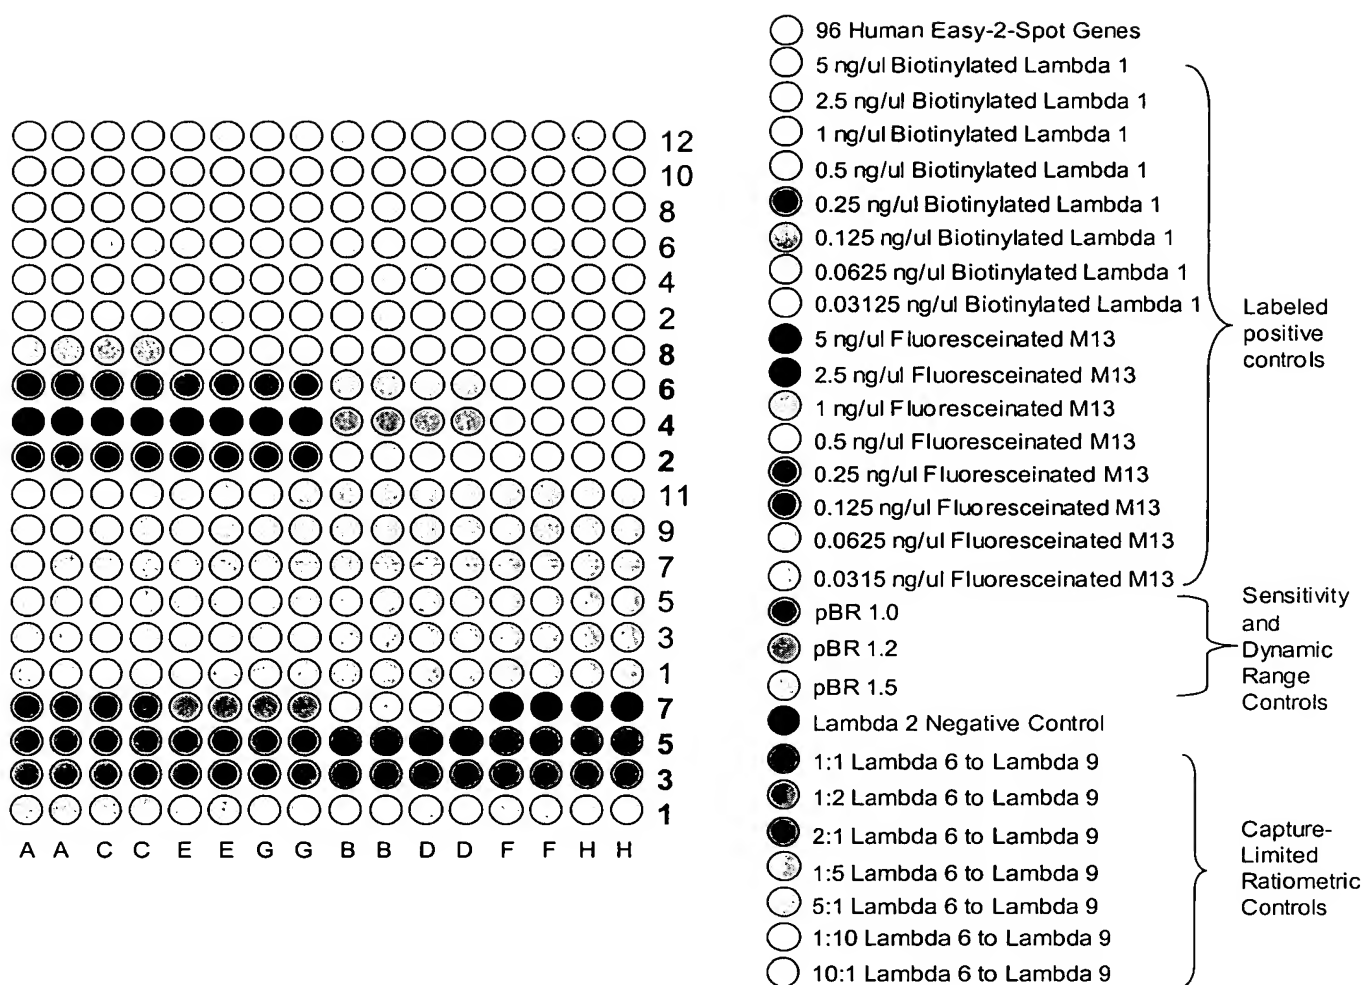 12
10
8
6
4
2
8
6
4
2
11
9
7
5
3
1
7
5
3
1
A A C C E E G G B B D D F F H H
96 Human Easy-2-Spot Genes
5 ng/ul Biotinylated Lambda 1
2.5 ng/ul Biotinylated Lambda 1
1 ng/ul Biotinylated Lambda 1
0.5 ng/ul Biotinylated Lambda 1
0.25 ng/ul Biotinylated Lambda 1
0.125 ng/ul Biotinylated Lambda 1
0.0625 ng/ul Biotinylated Lambda 1
0.03125 ng/ul Biotinylated Lambda 1
5 ng/ul Fluoresceinated M13
2.5 ng/ul Fluoresceinated M13
1 ng/ul Fluoresceinated M13
0.5 ng/ul Fluoresceinated M13
0.25 ng/ul Fluoresceinated M13
0.125 ng/ul Fluoresceinated M13
0.0625 ng/ul Fluoresceinated M13
0.0315 ng/ul Fluoresceinated M13
pBR 1.0
pBR 1.2
pBR 1.5
Lambda 2 Negative Control
1:1 Lambda 6 to Lambda 9
1:2 Lambda 6 to Lambda 9
2:1 Lambda 6 to Lambda 9
1:5 Lambda 6 to Lambda 9
5:1 Lambda 6 to Lambda 9
1:10 Lambda 6 to Lambda 9
10:1 Lambda 6 to Lambda 9
Labeled
positive
controls
Sensitivity
and
Dynamic
Range
Controls
Capture-
Limited
Ratiometric
Controls